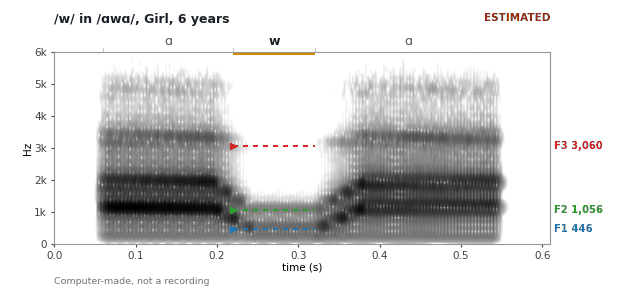 /w/ in /ɑwɑ/, Girl, 6 years
ESTIMATED
ɑ w ɑ
6k
5k
4k
3k
2k
1k
0
Hz
F3 3,060
F2 1,056
F1 446
0.0 0.1 0.2 0.3 0.4 0.5 0.6
time (s)
Computer-made, not a recording